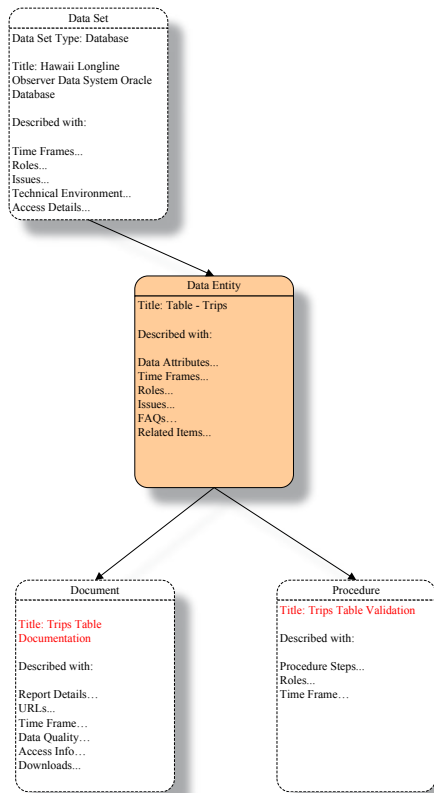 Data Set
Data Set Type: Database
Title: Hawaii Longline
Observer Data System Oracle
Database
Described with:
Time Frames...
Roles...
Issues...
Technical Environment...
Access Details...
Data Entity
Title: Table - Trips
Described with:
Data Attributes...
Time Frames...
Roles...
Issues...
FAQs…
Related Items...
Document
Title: Trips Table
Documentation
Described with:
Report Details…
URLs...
Time Frame…
Data Quality…
Access Info…
Downloads...
Procedure
Title: Trips Table Validation
Described with:
Procedure Steps...
Roles...
Time Frame…